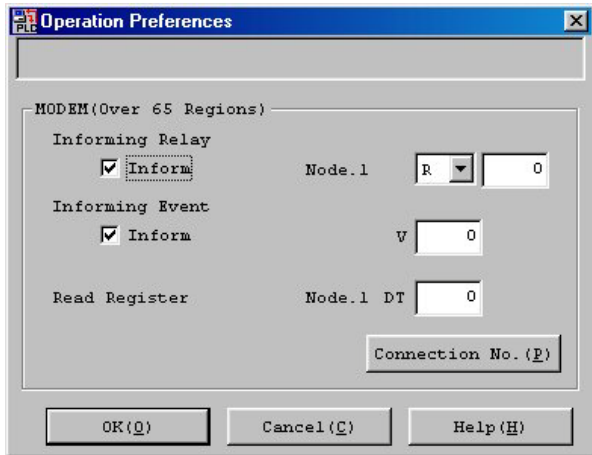 PLC Operation Preferences
MODEM(Over 65 Regions)
Informing Relay
Inform Node.1 R 0
Informing Event
Inform V 0
Read Register Node.1 DT 0
Connection No.(P)
OK(O) Cancel(C) Help(H)